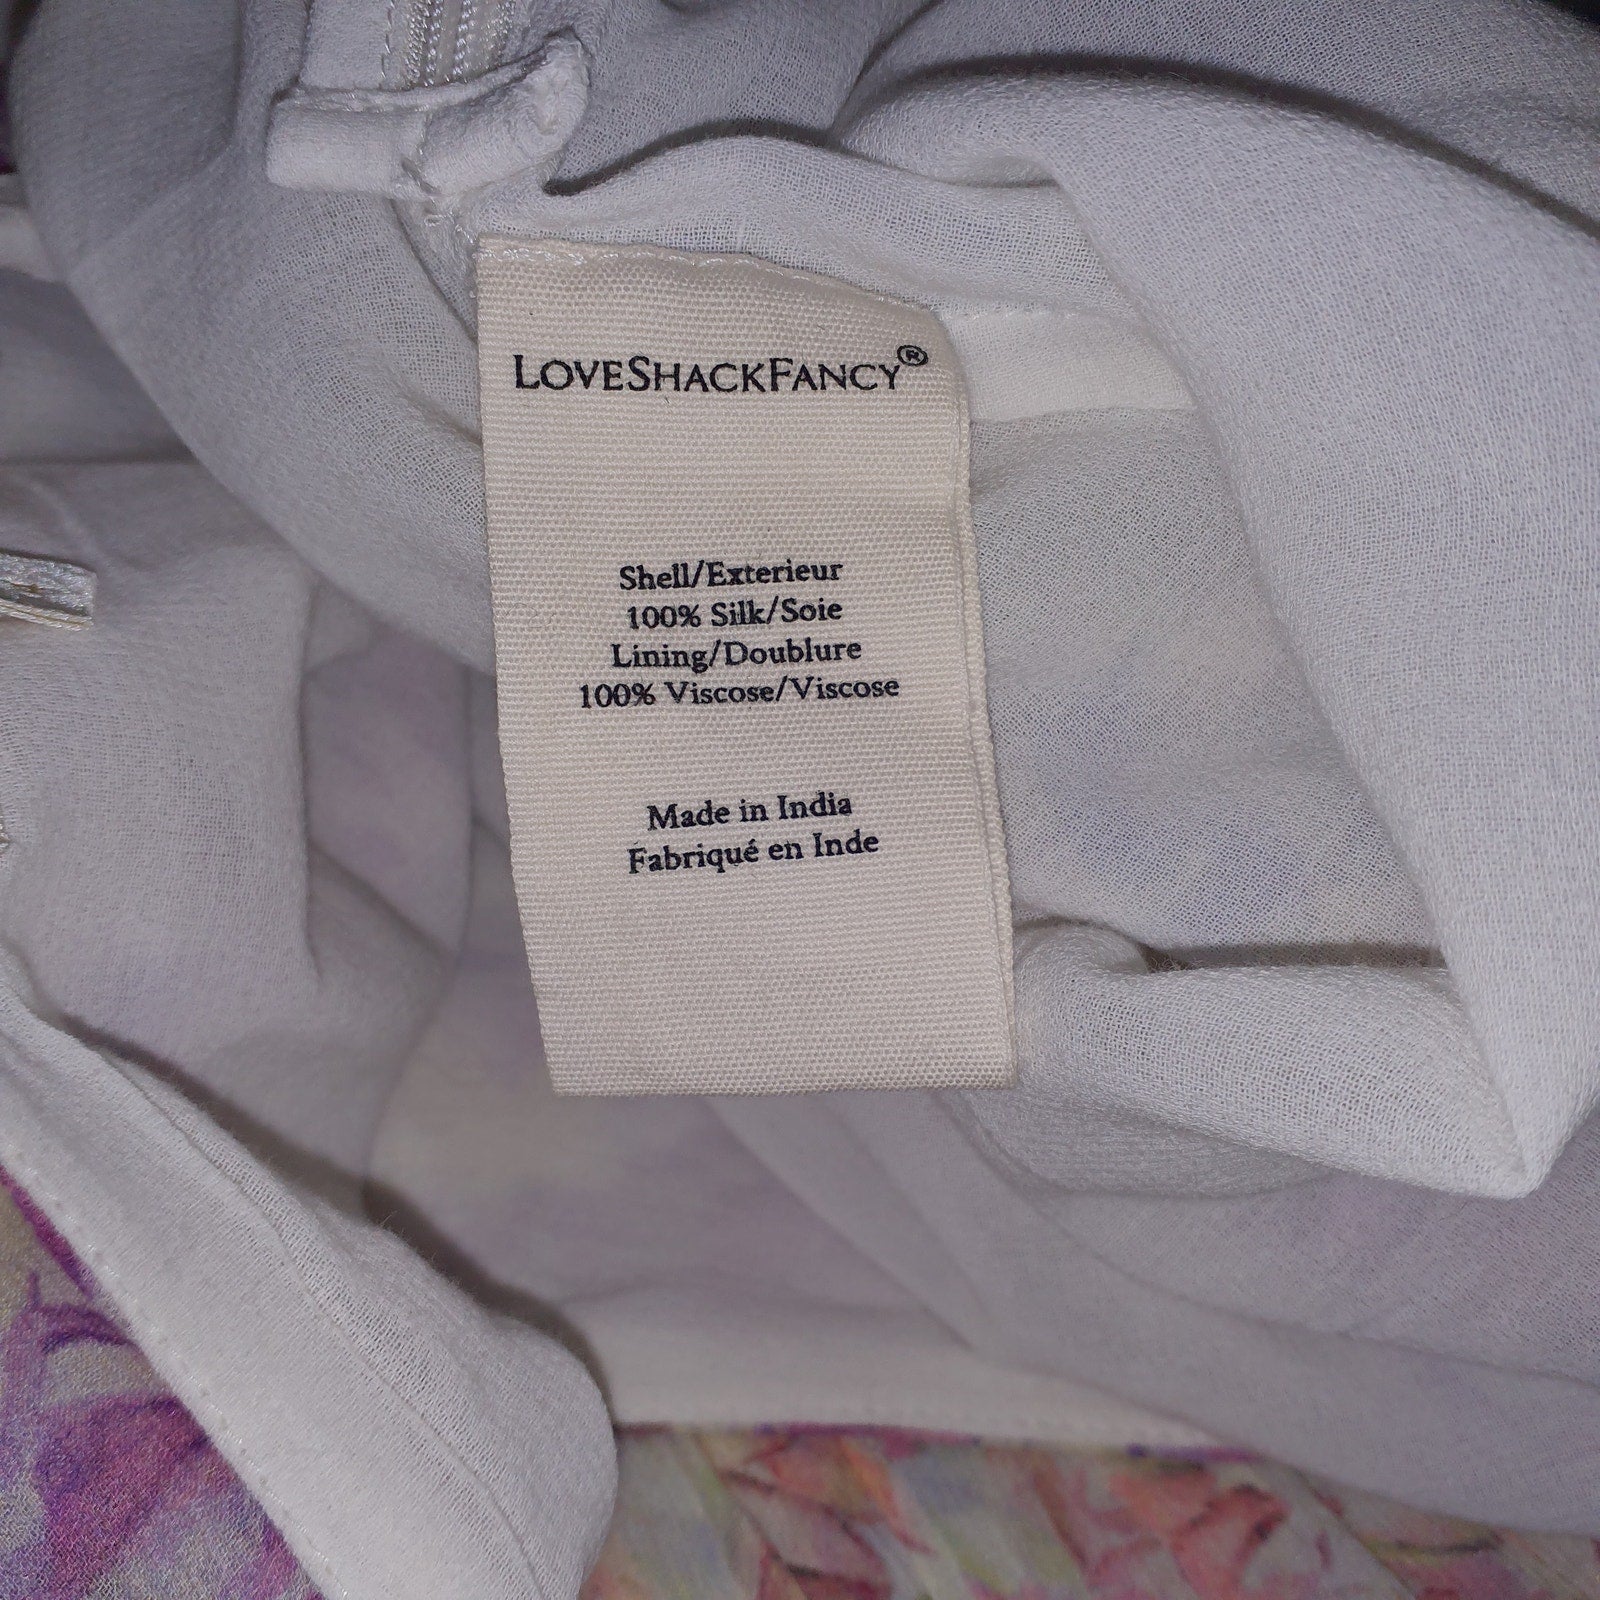 LOVESHACKFANCY®
Shell/Exterieur
100% Silk/Soie
Lining/Doublure
100% Viscose/Viscose
Made in India
Fabriqué en Inde